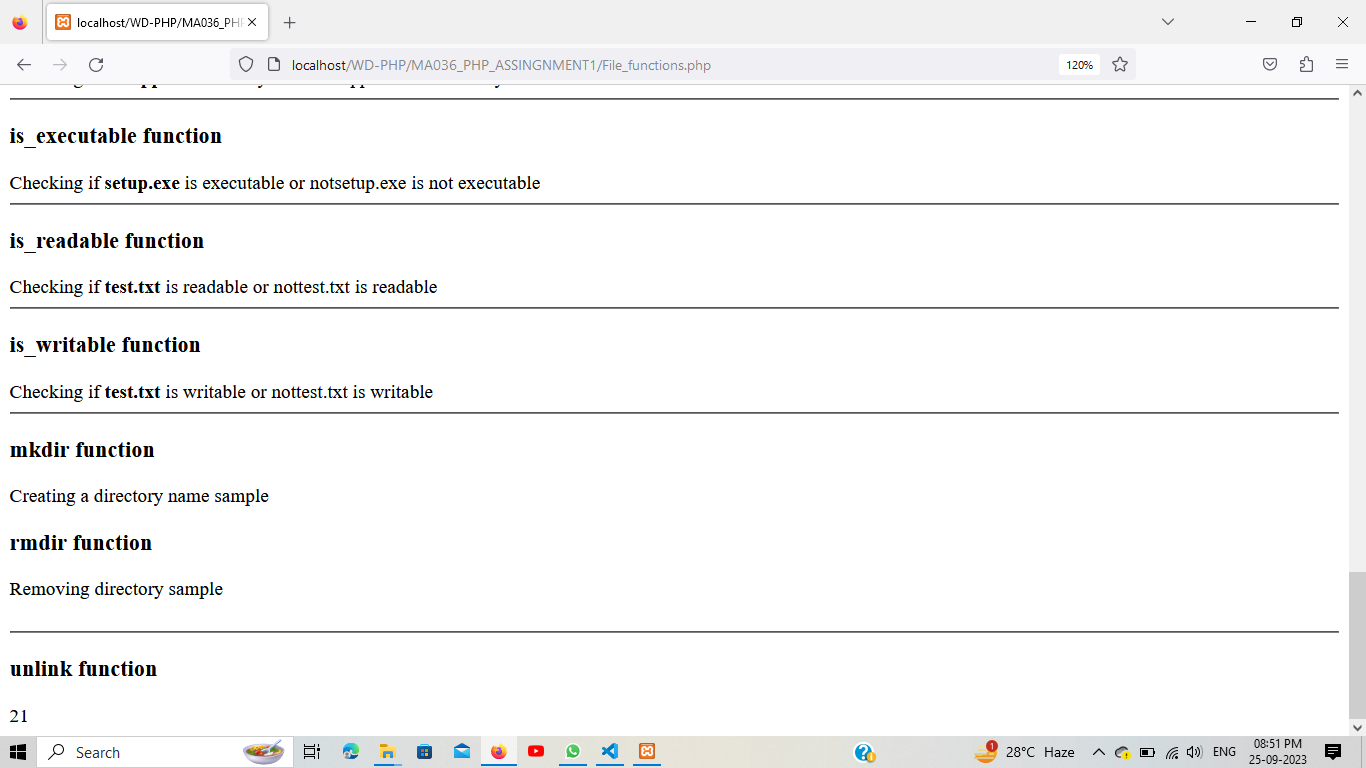 localhost/WD-PHP/MA036_PH
localhost/WD-PHP/MA036_PHP_ASSINGNMENT1/File_functions.php
120%
is_executable function
Checking if setup.exe is executable or notsetup.exe is not executable
is_readable function
Checking if test.txt is readable or nottest.txt is readable
is_writable function
Checking if test.txt is writable or nottest.txt is writable
mkdir function
Creating a directory name sample
rmdir function
Removing directory sample
unlink function
21
Search
1
28°C Haze
ENG
08:51 PM
25-09-2023